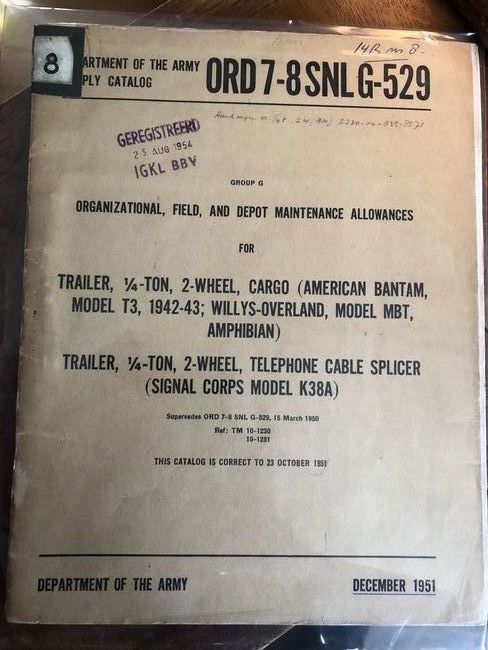 14R m 8.
8
ARTMENT OF THE ARMY
PLY CATALOG
ORD 7-8 SNL G-529
2320-00-835-8571
GEREGISTREERD
25 AUG 1954
IGKL BBV
GROUP G
ORGANIZATIONAL, FIELD, AND DEPOT MAINTENANCE ALLOWANCES
FOR
TRAILER, ¼-TON, 2-WHEEL, CARGO (AMERICAN BANTAM,
MODEL T3, 1942-43; WILLYS-OVERLAND, MODEL MBT,
AMPHIBIAN)
TRAILER, ¼-TON, 2-WHEEL, TELEPHONE CABLE SPLICER
(SIGNAL CORPS MODEL K38A)
Supersedes ORD 7-8 SNL G-529, 15 March 1950
Ref: TM 10-1230
10-1281
THIS CATALOG IS CORRECT TO 23 OCTOBER 1951
DEPARTMENT OF THE ARMY
DECEMBER 1951